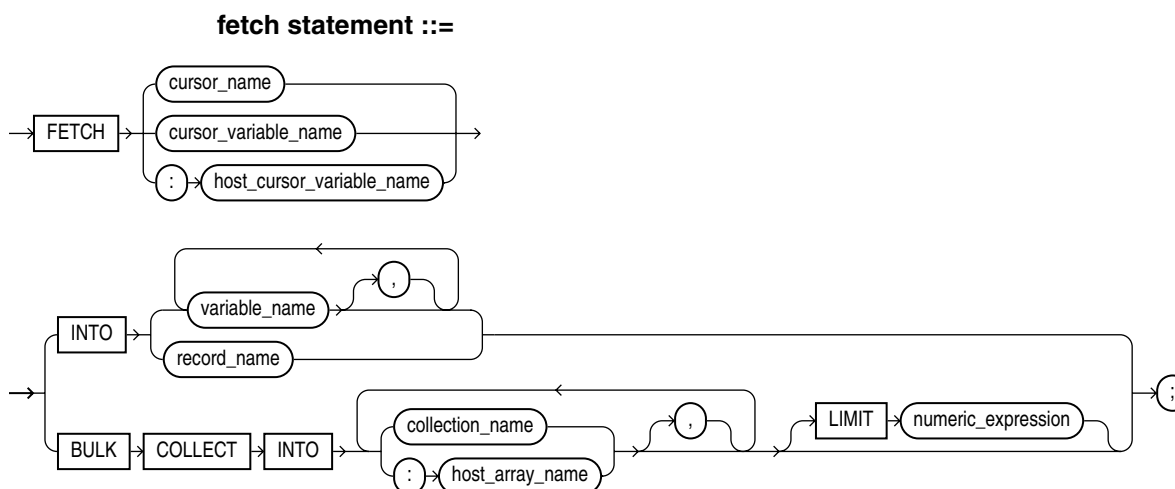 fetch statement ::=
cursor_name
FETCH cursor_variable_name
: host_cursor_variable_name
,
variable_name
INTO
record_name
collection_name , LIMIT numeric_expression ;
BULK COLLECT INTO
: host_array_name